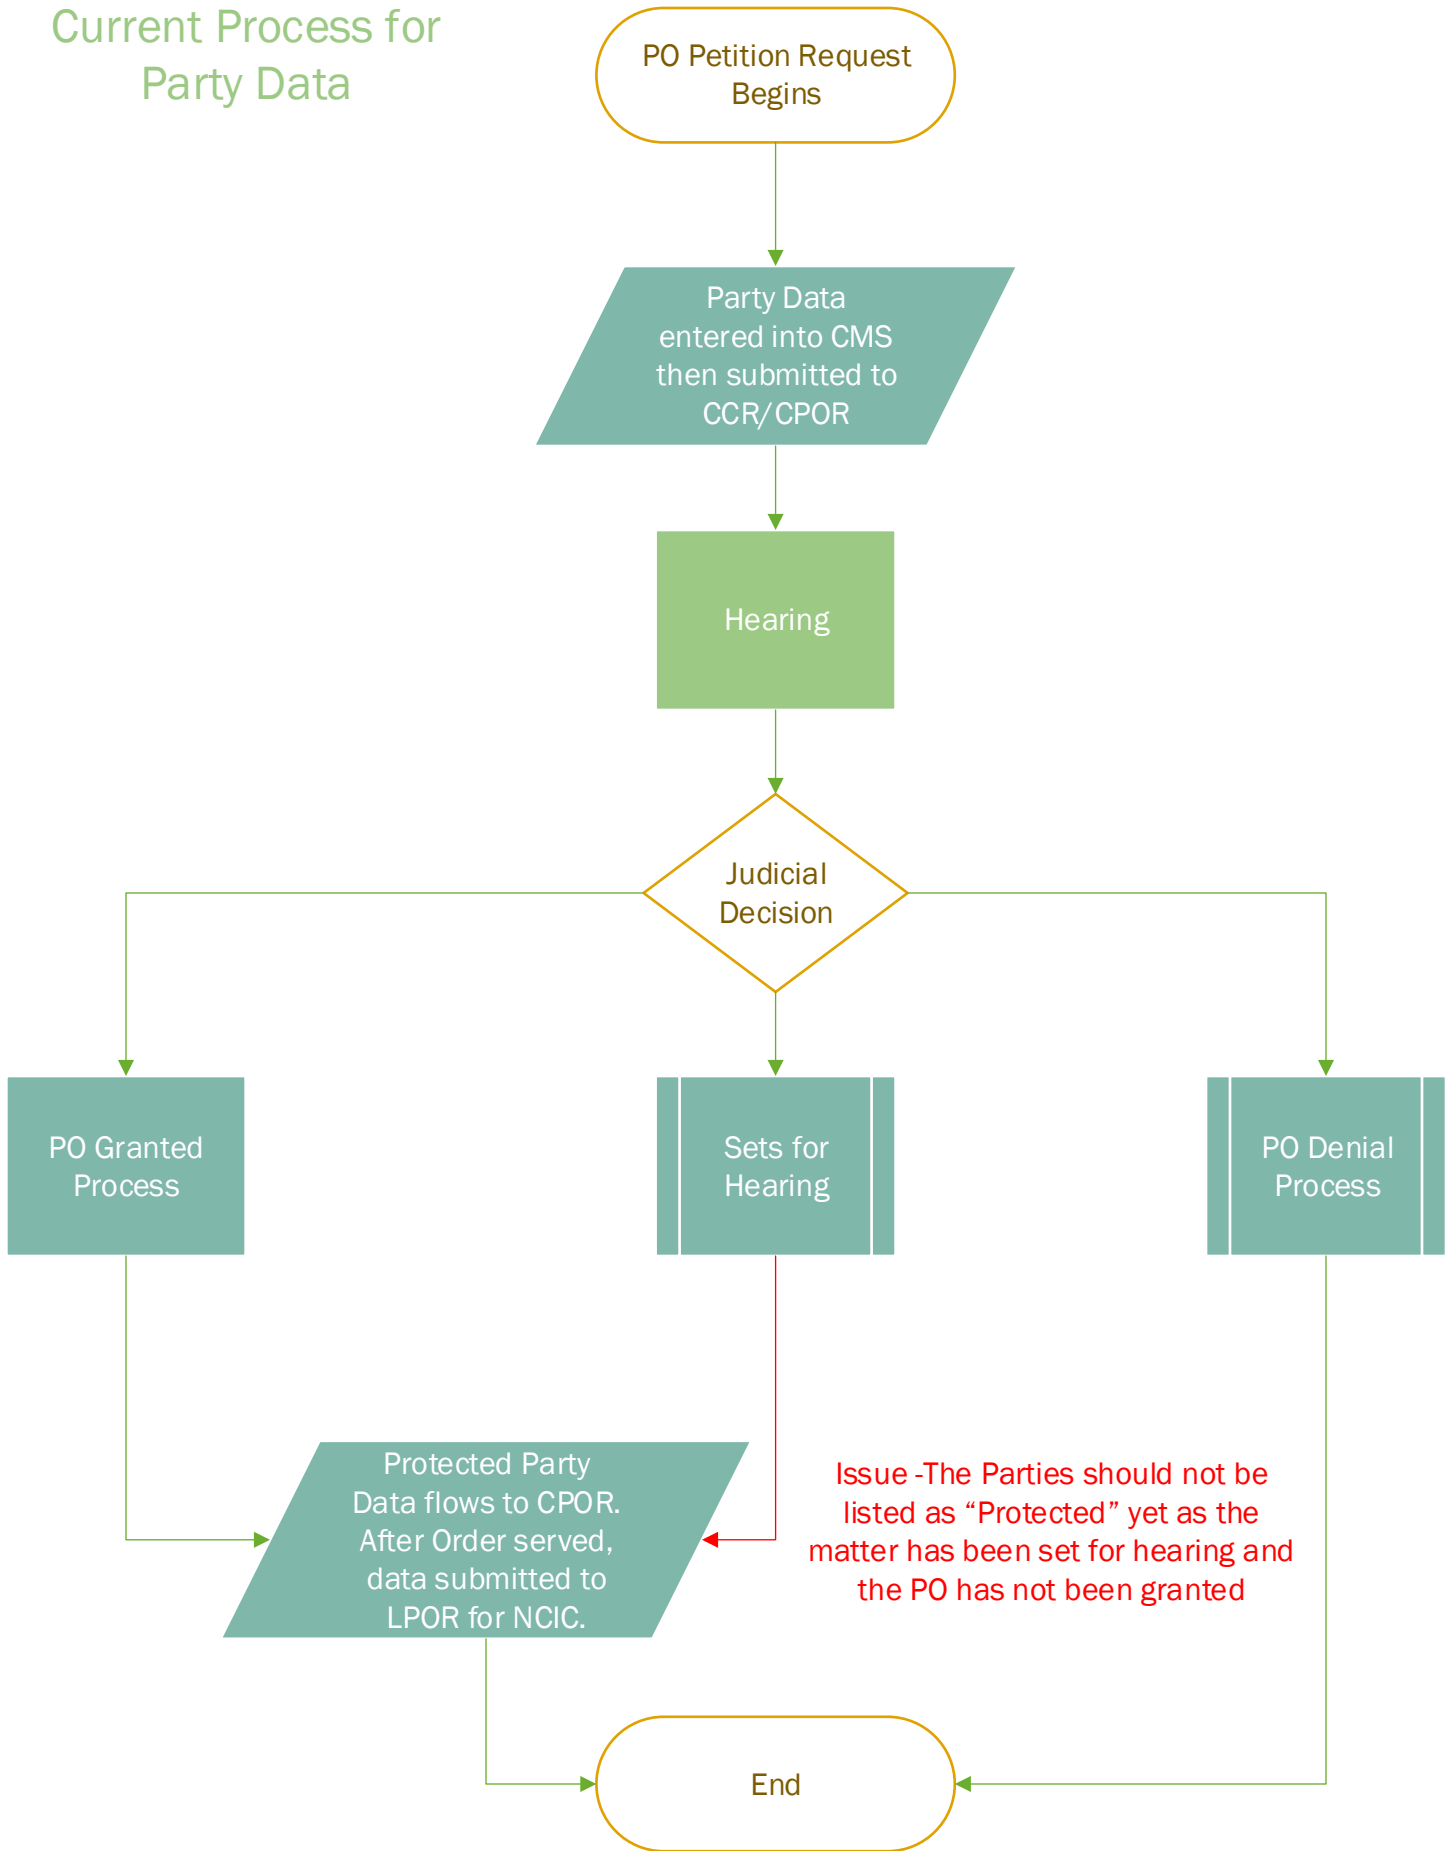 Current Process for
Party Data
PO Petition Request
Begins
Party Data
entered into CMS
then submitted to
CCR/CPOR
Hearing
Judicial
Decision
PO Granted
Process
Sets for
Hearing
PO Denial
Process
Protected Party
Data flows to CPOR.
After Order served,
data submitted to
LPOR for NCIC.
Issue -The Parties should not be
listed as “Protected” yet as the
matter has been set for hearing and
the PO has not been granted
End